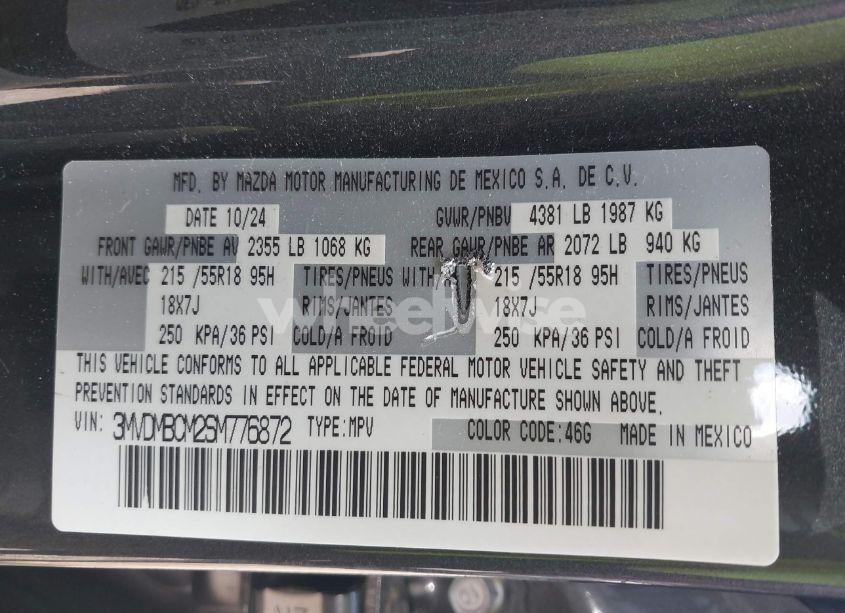 MFD. BY MAZDA MOTOR MANUFACTURING DE MEXICO S.A. DE C.V.
DATE 10/24 GVWR/PNBV 4381 LB 1987 KG
FRONT GAWR/PNBE AV 2355 LB 1068 KG REAR GAWR/PNBE AR 2072 LB 940 KG
WITH/AVEC 215 /55R18 95H TIRES/PNEUS WITH/ 215 /55R18 95H TIRES/PNEUS
18X7J RIMS/JANTES 18X7J RIMS/JANTES
250 KPA/36 PSI COLD/A FROID 250 KPA/36 PSI COLD/A FROID
THIS VEHICLE CONFORMS TO ALL APPLICABLE FEDERAL MOTOR VEHICLE SAFETY AND THEFT
PREVENTION STANDARDS IN EFFECT ON THE DATE OF MANUFACTURE SHOWN ABOVE.
VIN: 3MVDMBCM2SM776872 TYPE:MPV COLOR CODE:46G MADE IN MEXICO